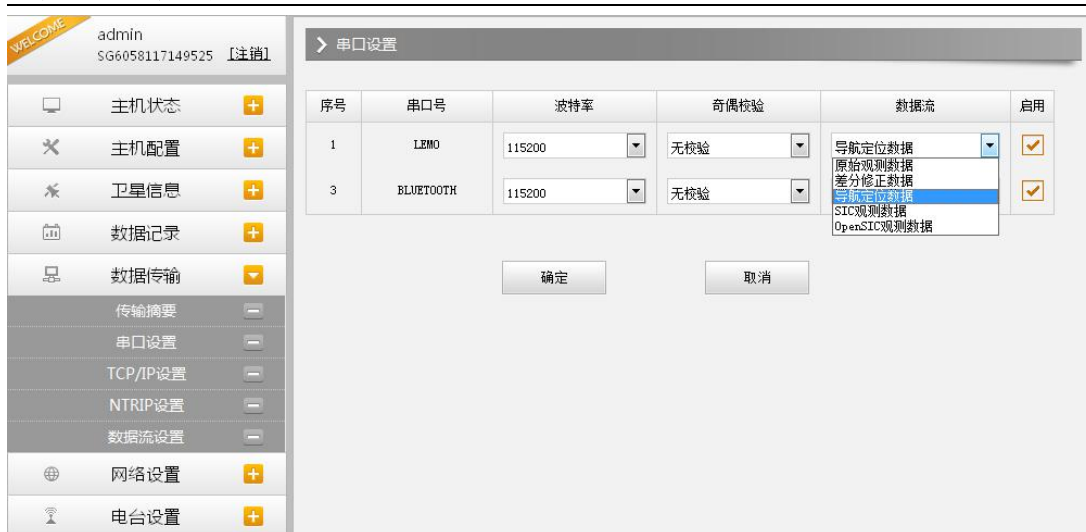 WELCOME
admin
SG6058117149525 [注销]
主机状态
主机配置
卫星信息
数据记录
数据传输
传输摘要
串口设置
TCP/IP设置
NTRIP设置
数据流设置
网络设置
电台设置
串口设置
序号 串口号 波特率 奇偶校验 数据流 启用
1 LEMO 115200 无校验 导航定位数据
原始观测数据
差分修正数据
导航定位数据
SIC观测数据
OpenSIC观测数据
3 BLUETOOTH 115200 无校验
确定 取消